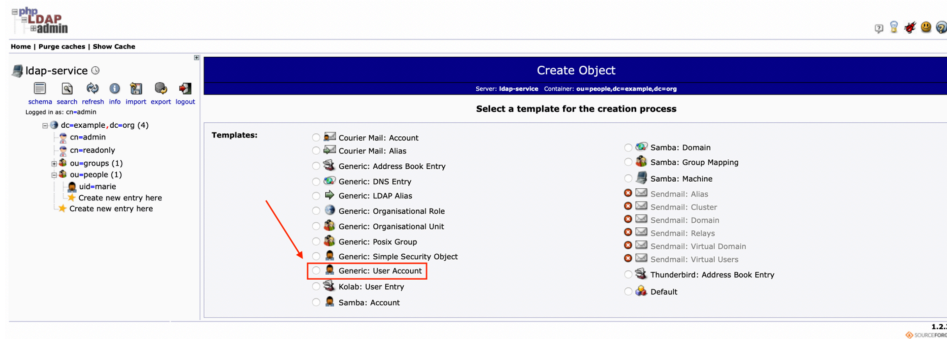 php
LDAP
admin
Home | Purge caches | Show Cache
ldap-service
schema search refresh info import export logout
Logged in as: cn=admin
dc=example,dc=org (4)
cn=admin
cn=readonly
ou=groups (1)
ou=people (1)
uid=marie
Create new entry here
Create new entry here
Create Object
Server: ldap-service Container: ou=people,dc=example,dc=org
Select a template for the creation process
Templates:
Courier Mail: Account
Courier Mail: Alias
Generic: Address Book Entry
Generic: DNS Entry
Generic: LDAP Alias
Generic: Organisational Role
Generic: Organisational Unit
Generic: Posix Group
Generic: Simple Security Object
Generic: User Account
Kolab: User Entry
Samba: Account
Samba: Domain
Samba: Group Mapping
Samba: Machine
Sendmail: Alias
Sendmail: Cluster
Sendmail: Domain
Sendmail: Relays
Sendmail: Virtual Domain
Sendmail: Virtual Users
Thunderbird: Address Book Entry
Default
1.2.
SOURCEFORG